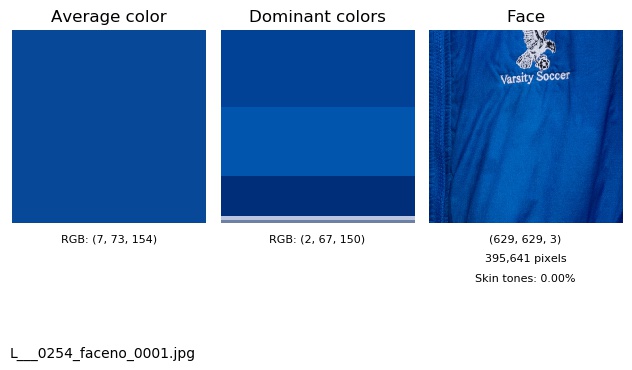 Average color
Dominant colors
Face
Varsity Soccer
RGB: (7, 73, 154)
RGB: (2, 67, 150)
(629, 629, 3)
395,641 pixels
Skin tones: 0.00%
L___0254_faceno_0001.jpg